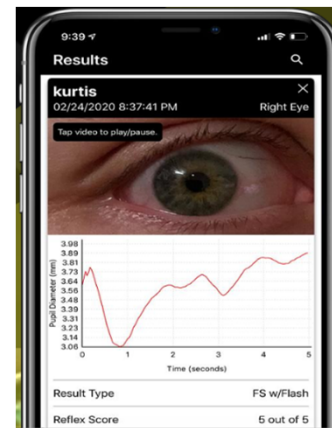 9:39
Results
kurtis
02/24/2020 8:37:41 PM Right Eye
Tap video to play/pause.
Pupil Diameter (mm)
3.98
3.89
3.81
3.73
3.64
3.56
3.48
3.39
3.31
3.23
3.14
3.06
0 1 2 3 4 5
Time (seconds)
Result Type FS w/Flash
Reflex Score 5 out of 5